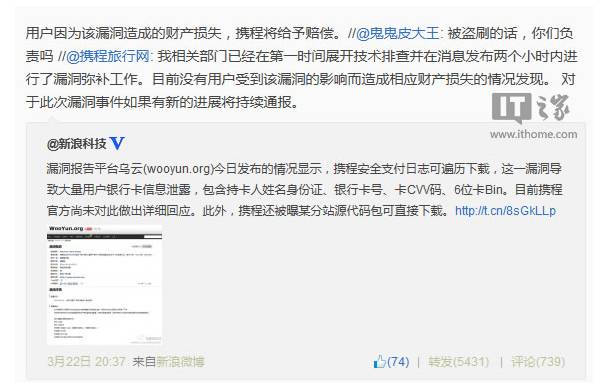 用户因为该漏洞造成的财产损失，携程将给予赔偿。//@鬼鬼皮大王: 被盗刷的话，你们负
责吗 //@携程旅行网: 我相关部门已经在第一时间展开技术排查并在消息发布两个小时内进
行了漏洞弥补工作。目前没有用户受到该漏洞的影响而造成相应财产损失的情况发现。 对
于此次漏洞事件如果有新的进展将持续通报。
IT之家
www.ithome.com
@新浪科技 V
漏洞报告平台乌云(wooyun.org)今日发布的情况显示，携程安全支付日志可遍历下载，这一漏洞导
致大量用户银行卡信息泄露，包含持卡人姓名身份证、银行卡号、卡CVV码、6位卡Bin。目前携程
官方尚未对此做出详细回应。此外，携程还被曝某分站源代码包可直接下载。http://t.cn/8sGkLLp
WooYun.org
3月22日 20:37 来自新浪微博
(74) | 转发(5431) | 评论(739)